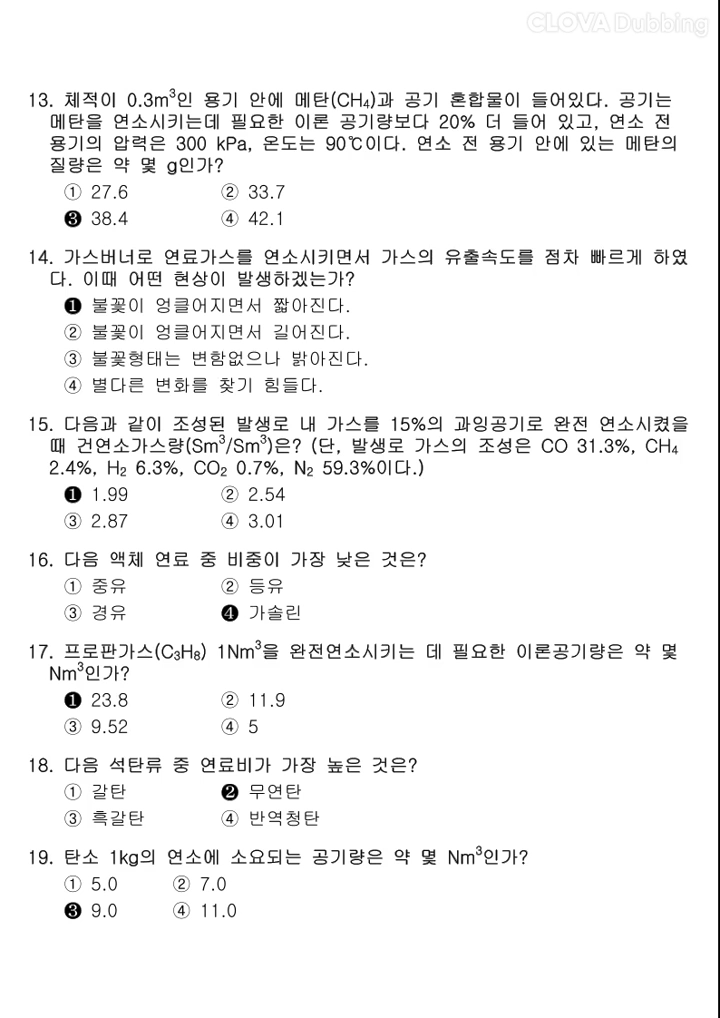 CLOVA Dubbing
13. 체적이 0.3m³인 용기 안에 메탄(CH₄)과 공기 혼합물이 들어있다. 공기는
메탄을 연소시키는데 필요한 이론 공기량보다 20% 더 들어 있고, 연소 전
용기의 압력은 300 kPa, 온도는 90℃이다. 연소 전 용기 안에 있는 메탄의
질량은 약 몇 g인가?
① 27.6 ② 33.7
❸ 38.4 ④ 42.1
14. 가스버너로 연료가스를 연소시키면서 가스의 유출속도를 점차 빠르게 하였
다. 이때 어떤 현상이 발생하겠는가?
❶ 불꽃이 엉클어지면서 짧아진다.
② 불꽃이 엉클어지면서 길어진다.
③ 불꽃형태는 변함없으나 밝아진다.
④ 별다른 변화를 찾기 힘들다.
15. 다음과 같이 조성된 발생로 내 가스를 15%의 과잉공기로 완전 연소시켰을
때 건연소가스량(Sm³/Sm³)은? (단, 발생로 가스의 조성은 CO 31.3%, CH₄
2.4%, H₂ 6.3%, CO₂ 0.7%, N₂ 59.3%이다.)
❶ 1.99 ② 2.54
③ 2.87 ④ 3.01
16. 다음 액체 연료 중 비중이 가장 낮은 것은?
① 중유 ② 등유
③ 경유 ❹ 가솔린
17. 프로판가스(C₃H₈) 1Nm³을 완전연소시키는 데 필요한 이론공기량은 약 몇
Nm³인가?
❶ 23.8 ② 11.9
③ 9.52 ④ 5
18. 다음 석탄류 중 연료비가 가장 높은 것은?
① 갈탄 ❷ 무연탄
③ 흑갈탄 ④ 반역청탄
19. 탄소 1kg의 연소에 소요되는 공기량은 약 몇 Nm³인가?
① 5.0 ② 7.0
❸ 9.0 ④ 11.0